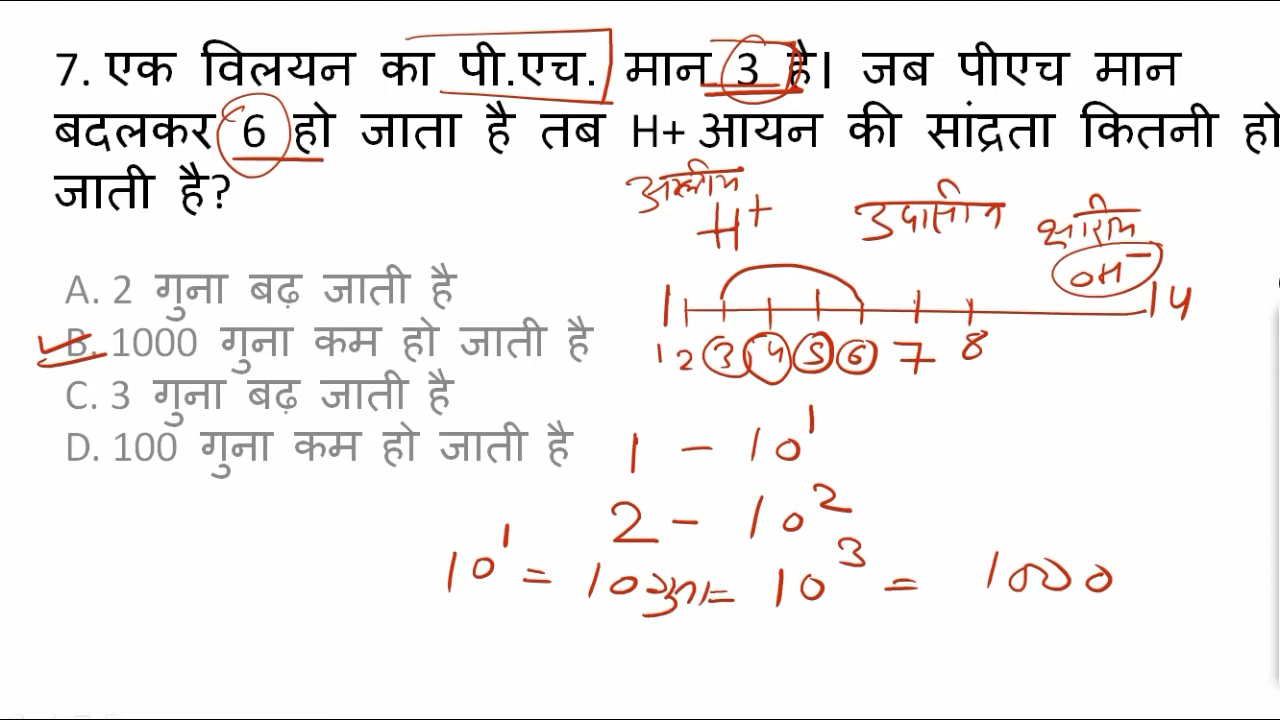 7. एक विलयन का पी.एच. मान 3 है। जब पीएच मान
बदलकर 6 हो जाता है तब H+ आयन की सांद्रता कितनी हो
जाती है?
अम्लीय
H+
उदासीन
क्षारीय
OH⁻
A. 2 गुना बढ़ जाती है
B. 1000 गुना कम हो जाती है
C. 3 गुना बढ़ जाती है
D. 100 गुना कम हो जाती है
1 14
1 2 3 4 5 6 7 8
1 – 10¹
2 – 10²
10¹ = 10 गुना = 10³ = 1000